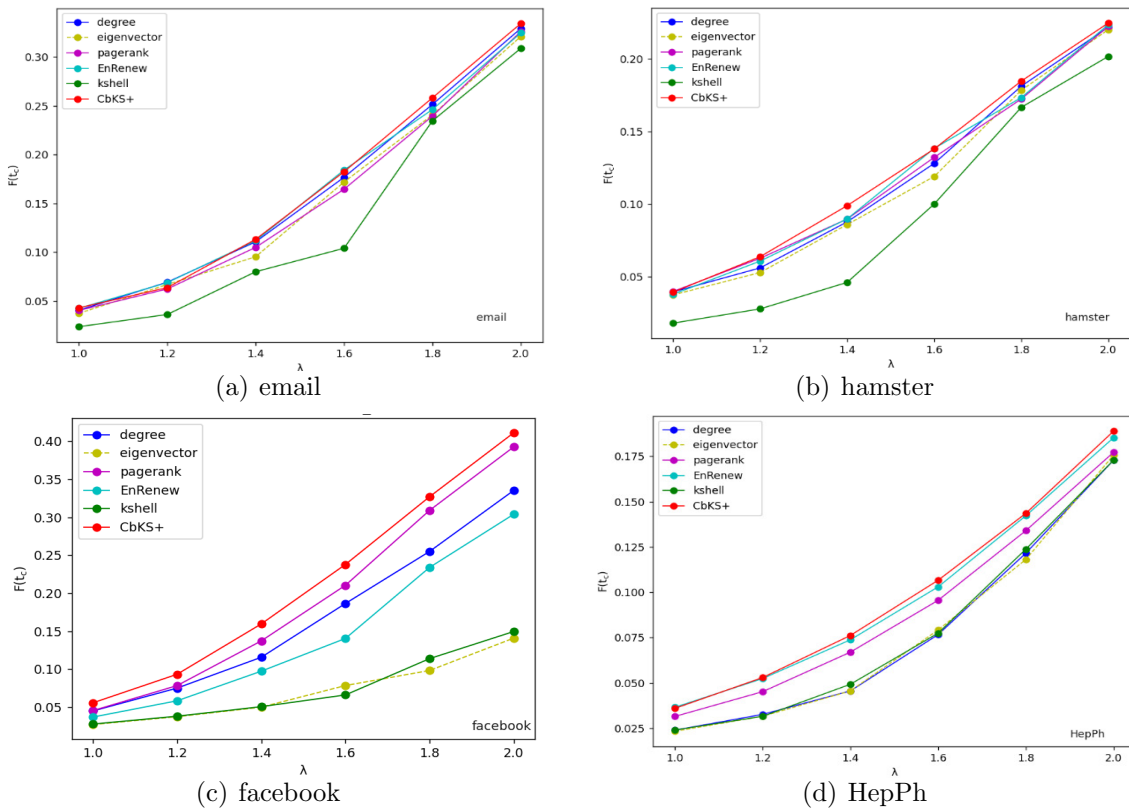 degree
eigenvector
pagerank
EnRenew
kshell
CbKS+
0.30
0.25
0.20
0.15
0.10
0.05
F(t_c)
1.0 1.2 1.4 1.6 1.8 2.0
λ
email
(a) email
degree
eigenvector
pagerank
EnRenew
kshell
CbKS+
0.20
0.15
0.10
0.05
F(t_c)
1.0 1.2 1.4 1.6 1.8 2.0
λ
hamster
(b) hamster
degree
eigenvector
pagerank
EnRenew
kshell
CbKS+
0.40
0.35
0.30
0.25
0.20
0.15
0.10
0.05
F(t_c)
1.0 1.2 1.4 1.6 1.8 2.0
λ
facebook
(c) facebook
degree
eigenvector
pagerank
EnRenew
kshell
CbKS+
0.175
0.150
0.125
0.100
0.075
0.050
0.025
F(t_c)
1.0 1.2 1.4 1.6 1.8 2.0
λ
HepPh
(d) HepPh